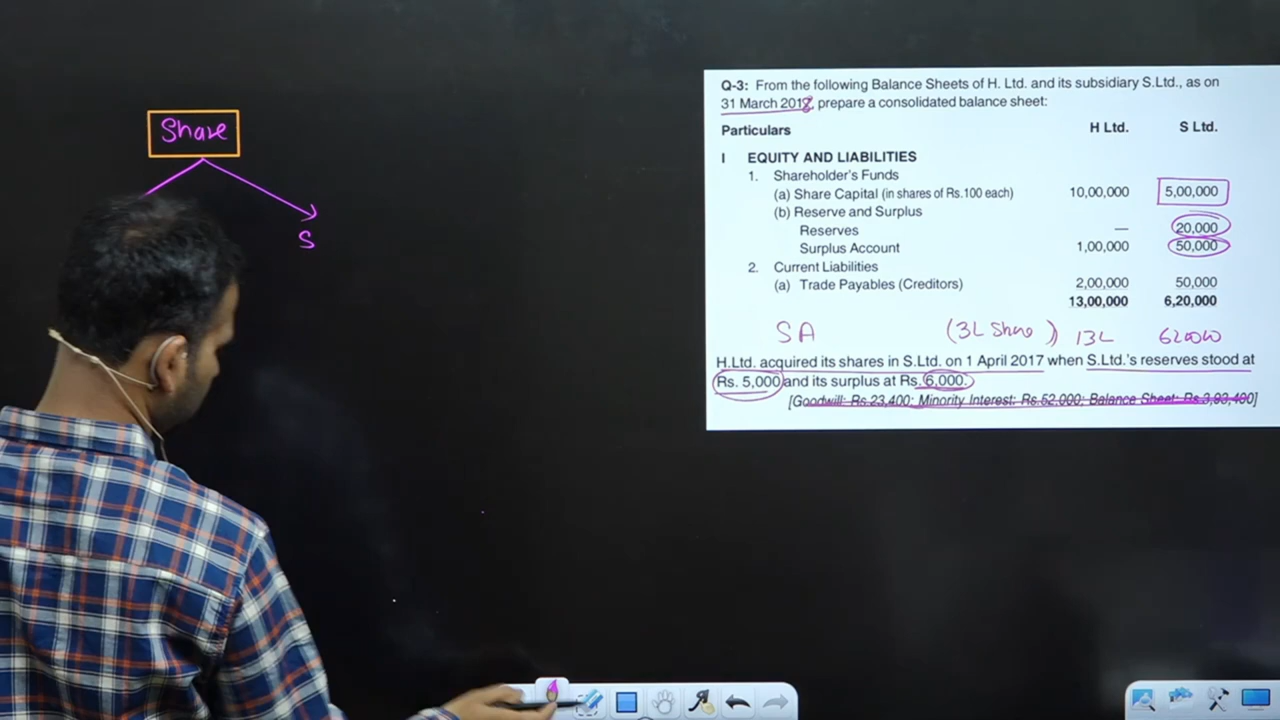 Share
S
Q-3: From the following Balance Sheets of H. Ltd. and its subsidiary S.Ltd., as on
31 March 2018, prepare a consolidated balance sheet:
Particulars H Ltd. S Ltd.
I EQUITY AND LIABILITIES
1. Shareholder's Funds
(a) Share Capital (in shares of Rs.100 each) 10,00,000 5,00,000
(b) Reserve and Surplus
Reserves — 20,000
Surplus Account 1,00,000 50,000
2. Current Liabilities
(a) Trade Payables (Creditors) 2,00,000 50,000
13,00,000 6,20,000
SA (3L Share) 13L 620000
H.Ltd. acquired its shares in S.Ltd. on 1 April 2017 when S.Ltd.'s reserves stood at
Rs. 5,000 and its surplus at Rs. 6,000.
[Goodwill: Rs.23,400; Minority Interest: Rs.52,000; Balance Sheet: Rs.3,93,400]